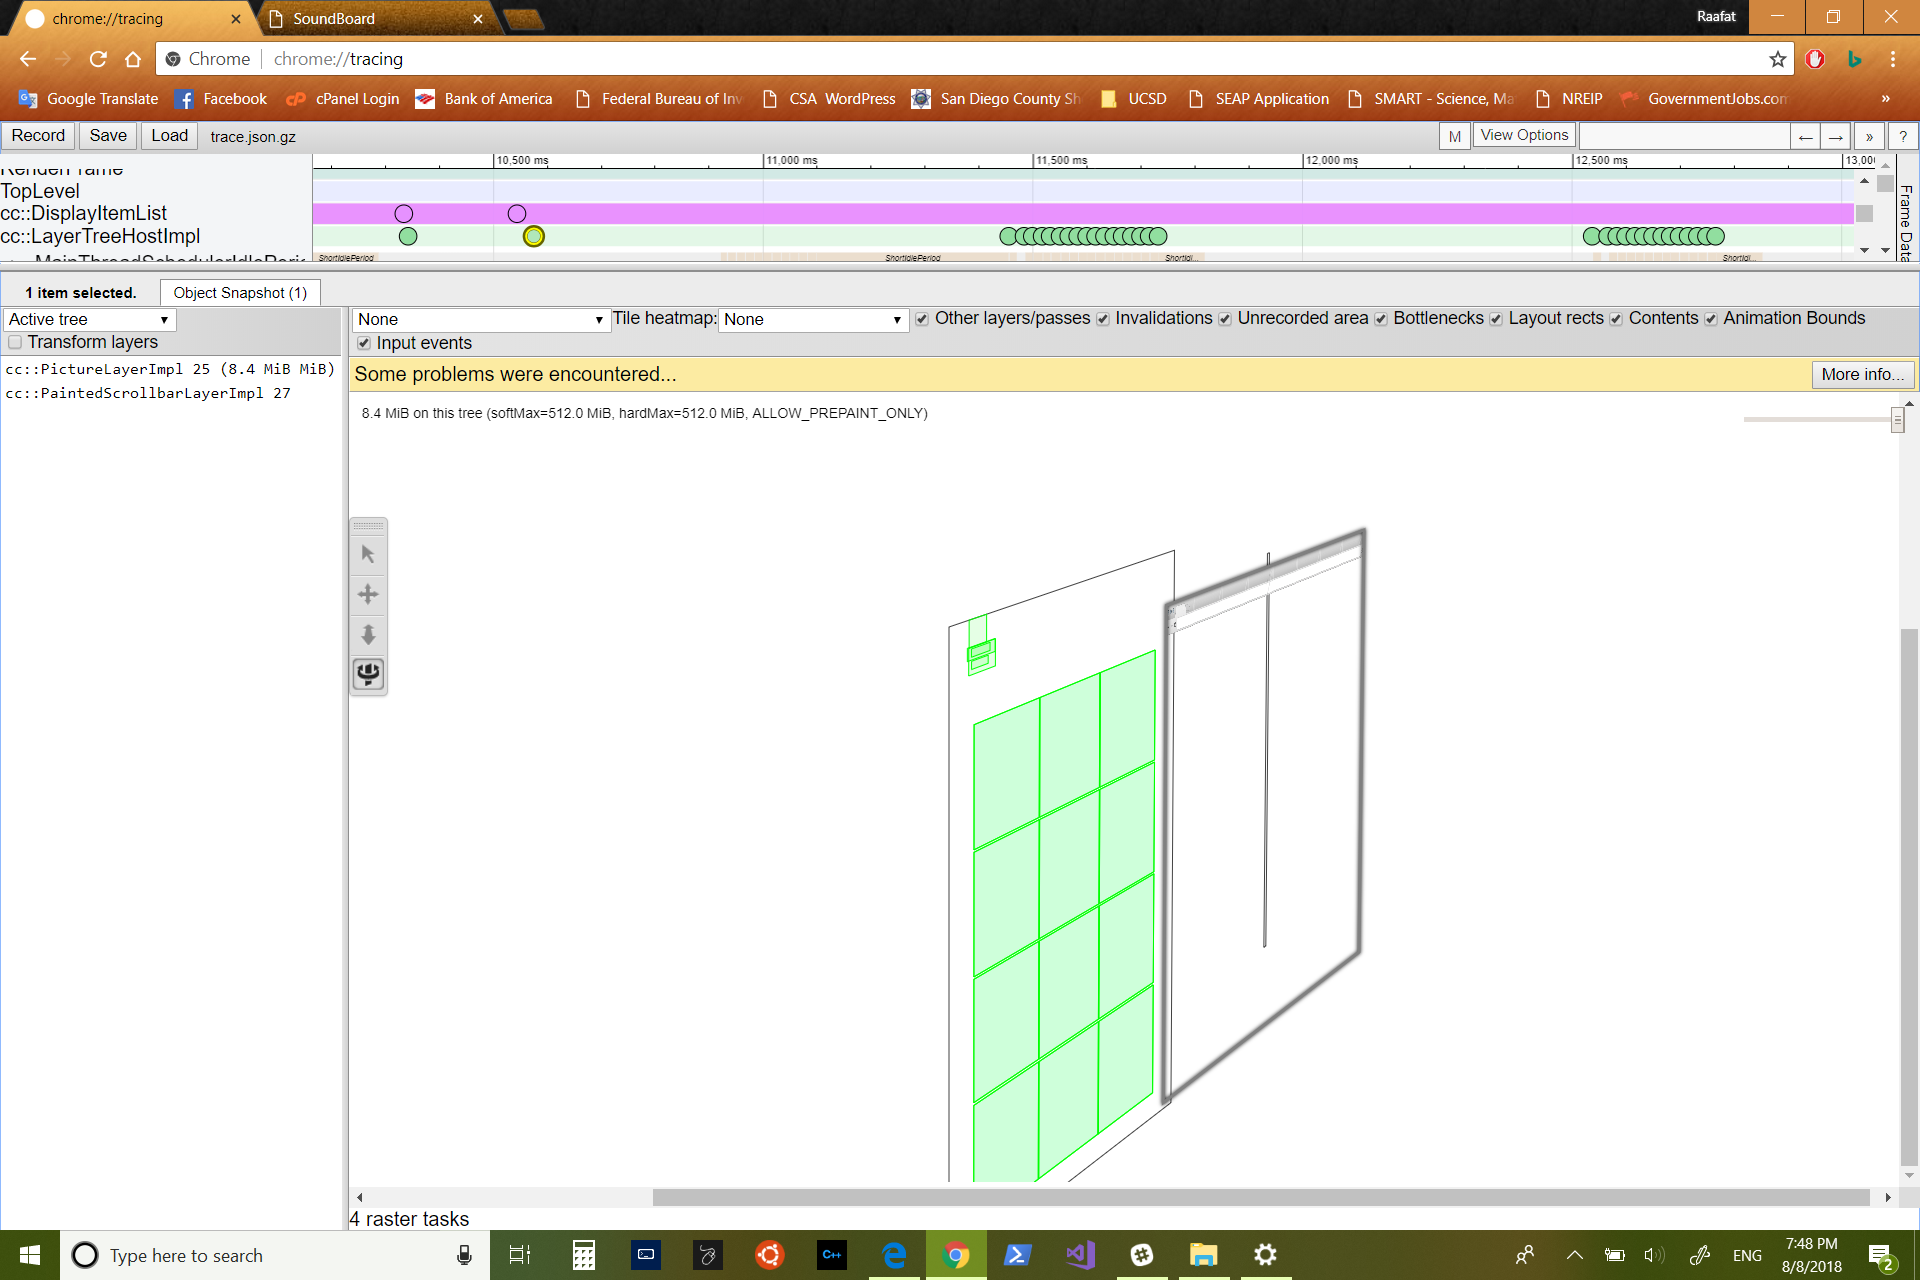 chrome://tracing
SoundBoard
Raafat
Chrome
chrome://tracing
Google Translate
Facebook
cPanel Login
Bank of America
Federal Bureau of Inv
CSA WordPress
San Diego County Sh
UCSD
SEAP Application
SMART - Science, Ma
NREIP
GovernmentJobs.com
»
Record
Save
Load
trace.json.gz
M
View Options
←
→
»
?
10,500 ms
11,000 ms
11,500 ms
12,000 ms
12,500 ms
13,00
RenderFrame
TopLevel
cc::DisplayItemList
cc::LayerTreeHostImpl
MainThreadSchedulerIdlePeri
ShortIdlePeriod
ShortIdlePeriod
ShortIdl...
ShortIdl...
Frame Data
1 item selected.
Object Snapshot (1)
Active tree
None
Tile heatmap:
None
Other layers/passes
Invalidations
Unrecorded area
Bottlenecks
Layout rects
Contents
Animation Bounds
Transform layers
Input events
cc::PictureLayerImpl 25 (8.4 MiB MiB)
cc::PaintedScrollbarLayerImpl 27
Some problems were encountered...
More info...
8.4 MiB on this tree (softMax=512.0 MiB, hardMax=512.0 MiB, ALLOW_PREPAINT_ONLY)
4 raster tasks
Type here to search
C++
ENG
7:48 PM
8/8/2018
2